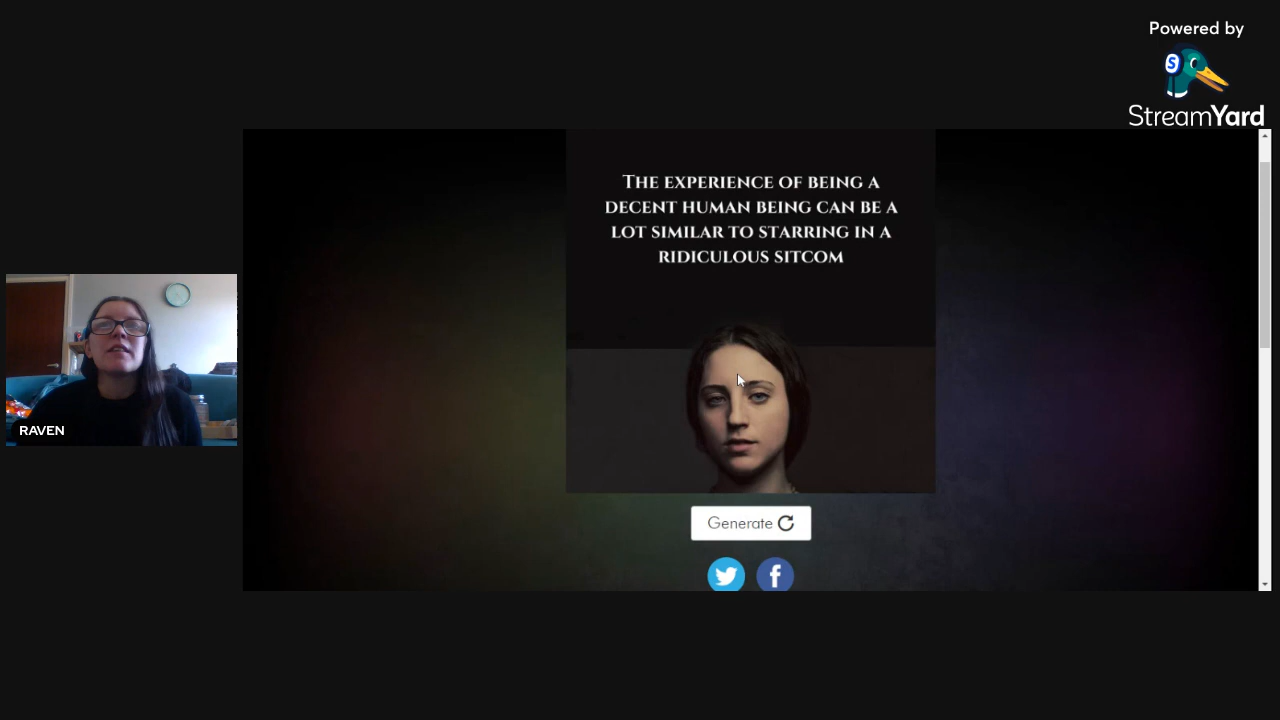 Powered by
StreamYard
THE EXPERIENCE OF BEING A
DECENT HUMAN BEING CAN BE A
LOT SIMILAR TO STARRING IN A
RIDICULOUS SITCOM
RAVEN
Generate